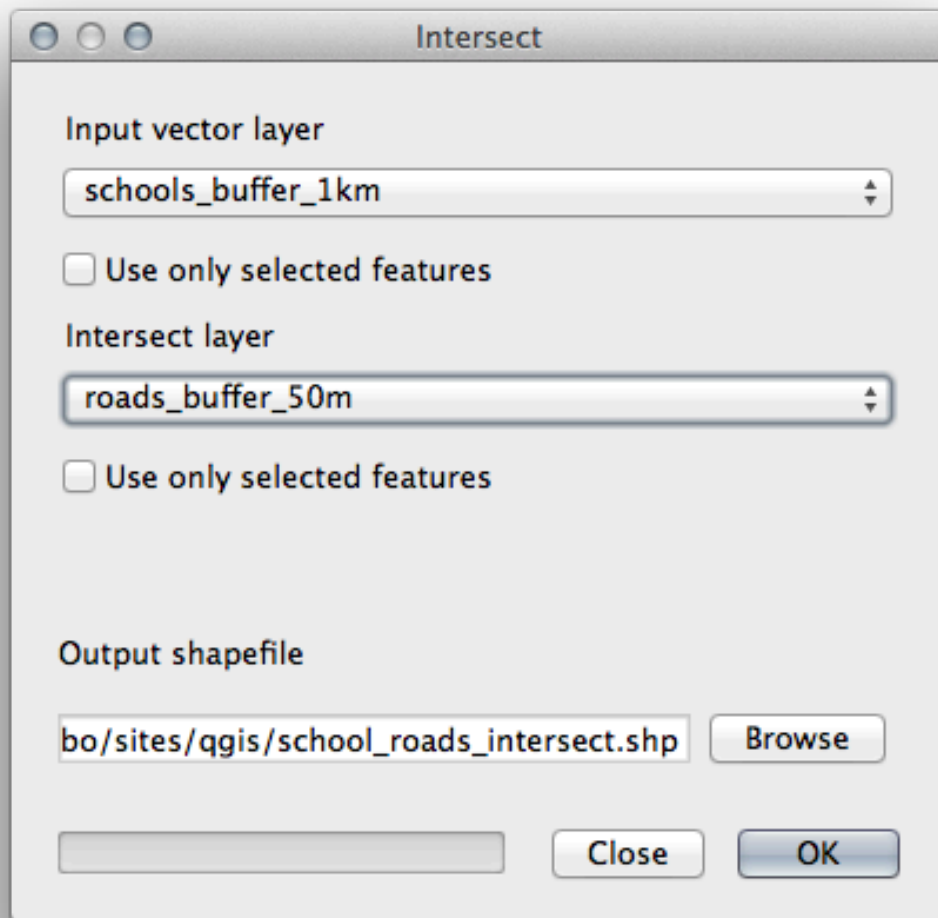 Intersect
Input vector layer
schools_buffer_1km
Use only selected features
Intersect layer
roads_buffer_50m
Use only selected features
Output shapefile
bo/sites/qgis/school_roads_intersect.shp
Browse
Close
OK